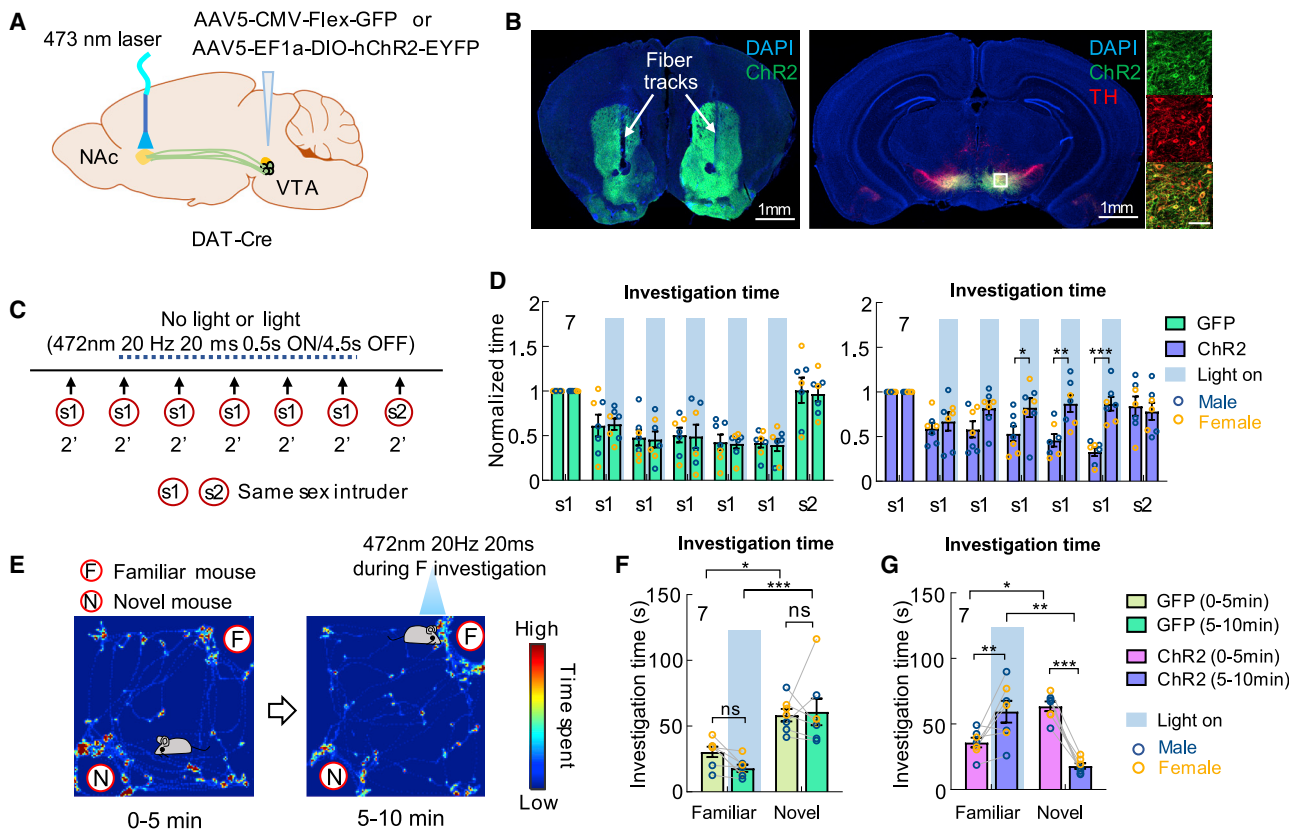 A
AAV5-CMV-Flex-GFP or
473 nm laser
AAV5-EF1a-DIO-hChR2-EYFP
NAc
VTA
DAT-Cre
B
Fiber
tracks
DAPI
ChR2
1mm
DAPI
ChR2
TH
1mm
C
No light or light
(472nm 20 Hz 20 ms 0.5s ON/4.5s OFF)
s1 s1 s1 s1 s1 s1 s2
2' 2' 2' 2' 2' 2' 2'
s1 s2 Same sex intruder
D
Investigation time
Normalized time
2
1.5
1
0.5
0
7
s1 s1 s1 s1 s1 s1 s2
Investigation time
2
1.5
1
0.5
0
7
* ** ***
s1 s1 s1 s1 s1 s1 s2
GFP
ChR2
Light on
Male
Female
E
F Familiar mouse
N Novel mouse
472nm 20Hz 20ms
during F investigation
F
N
0-5 min
F
N
5-10 min
High
Time spent
Low
F
Investigation time
Investigation time (s)
150
100
50
0
7
*
***
ns
ns
Familiar Novel
G
Investigation time
Investigation time (s)
150
100
50
0
7
*
**
**
***
Familiar Novel
GFP (0-5min)
GFP (5-10min)
ChR2 (0-5min)
ChR2 (5-10min)
Light on
Male
Female